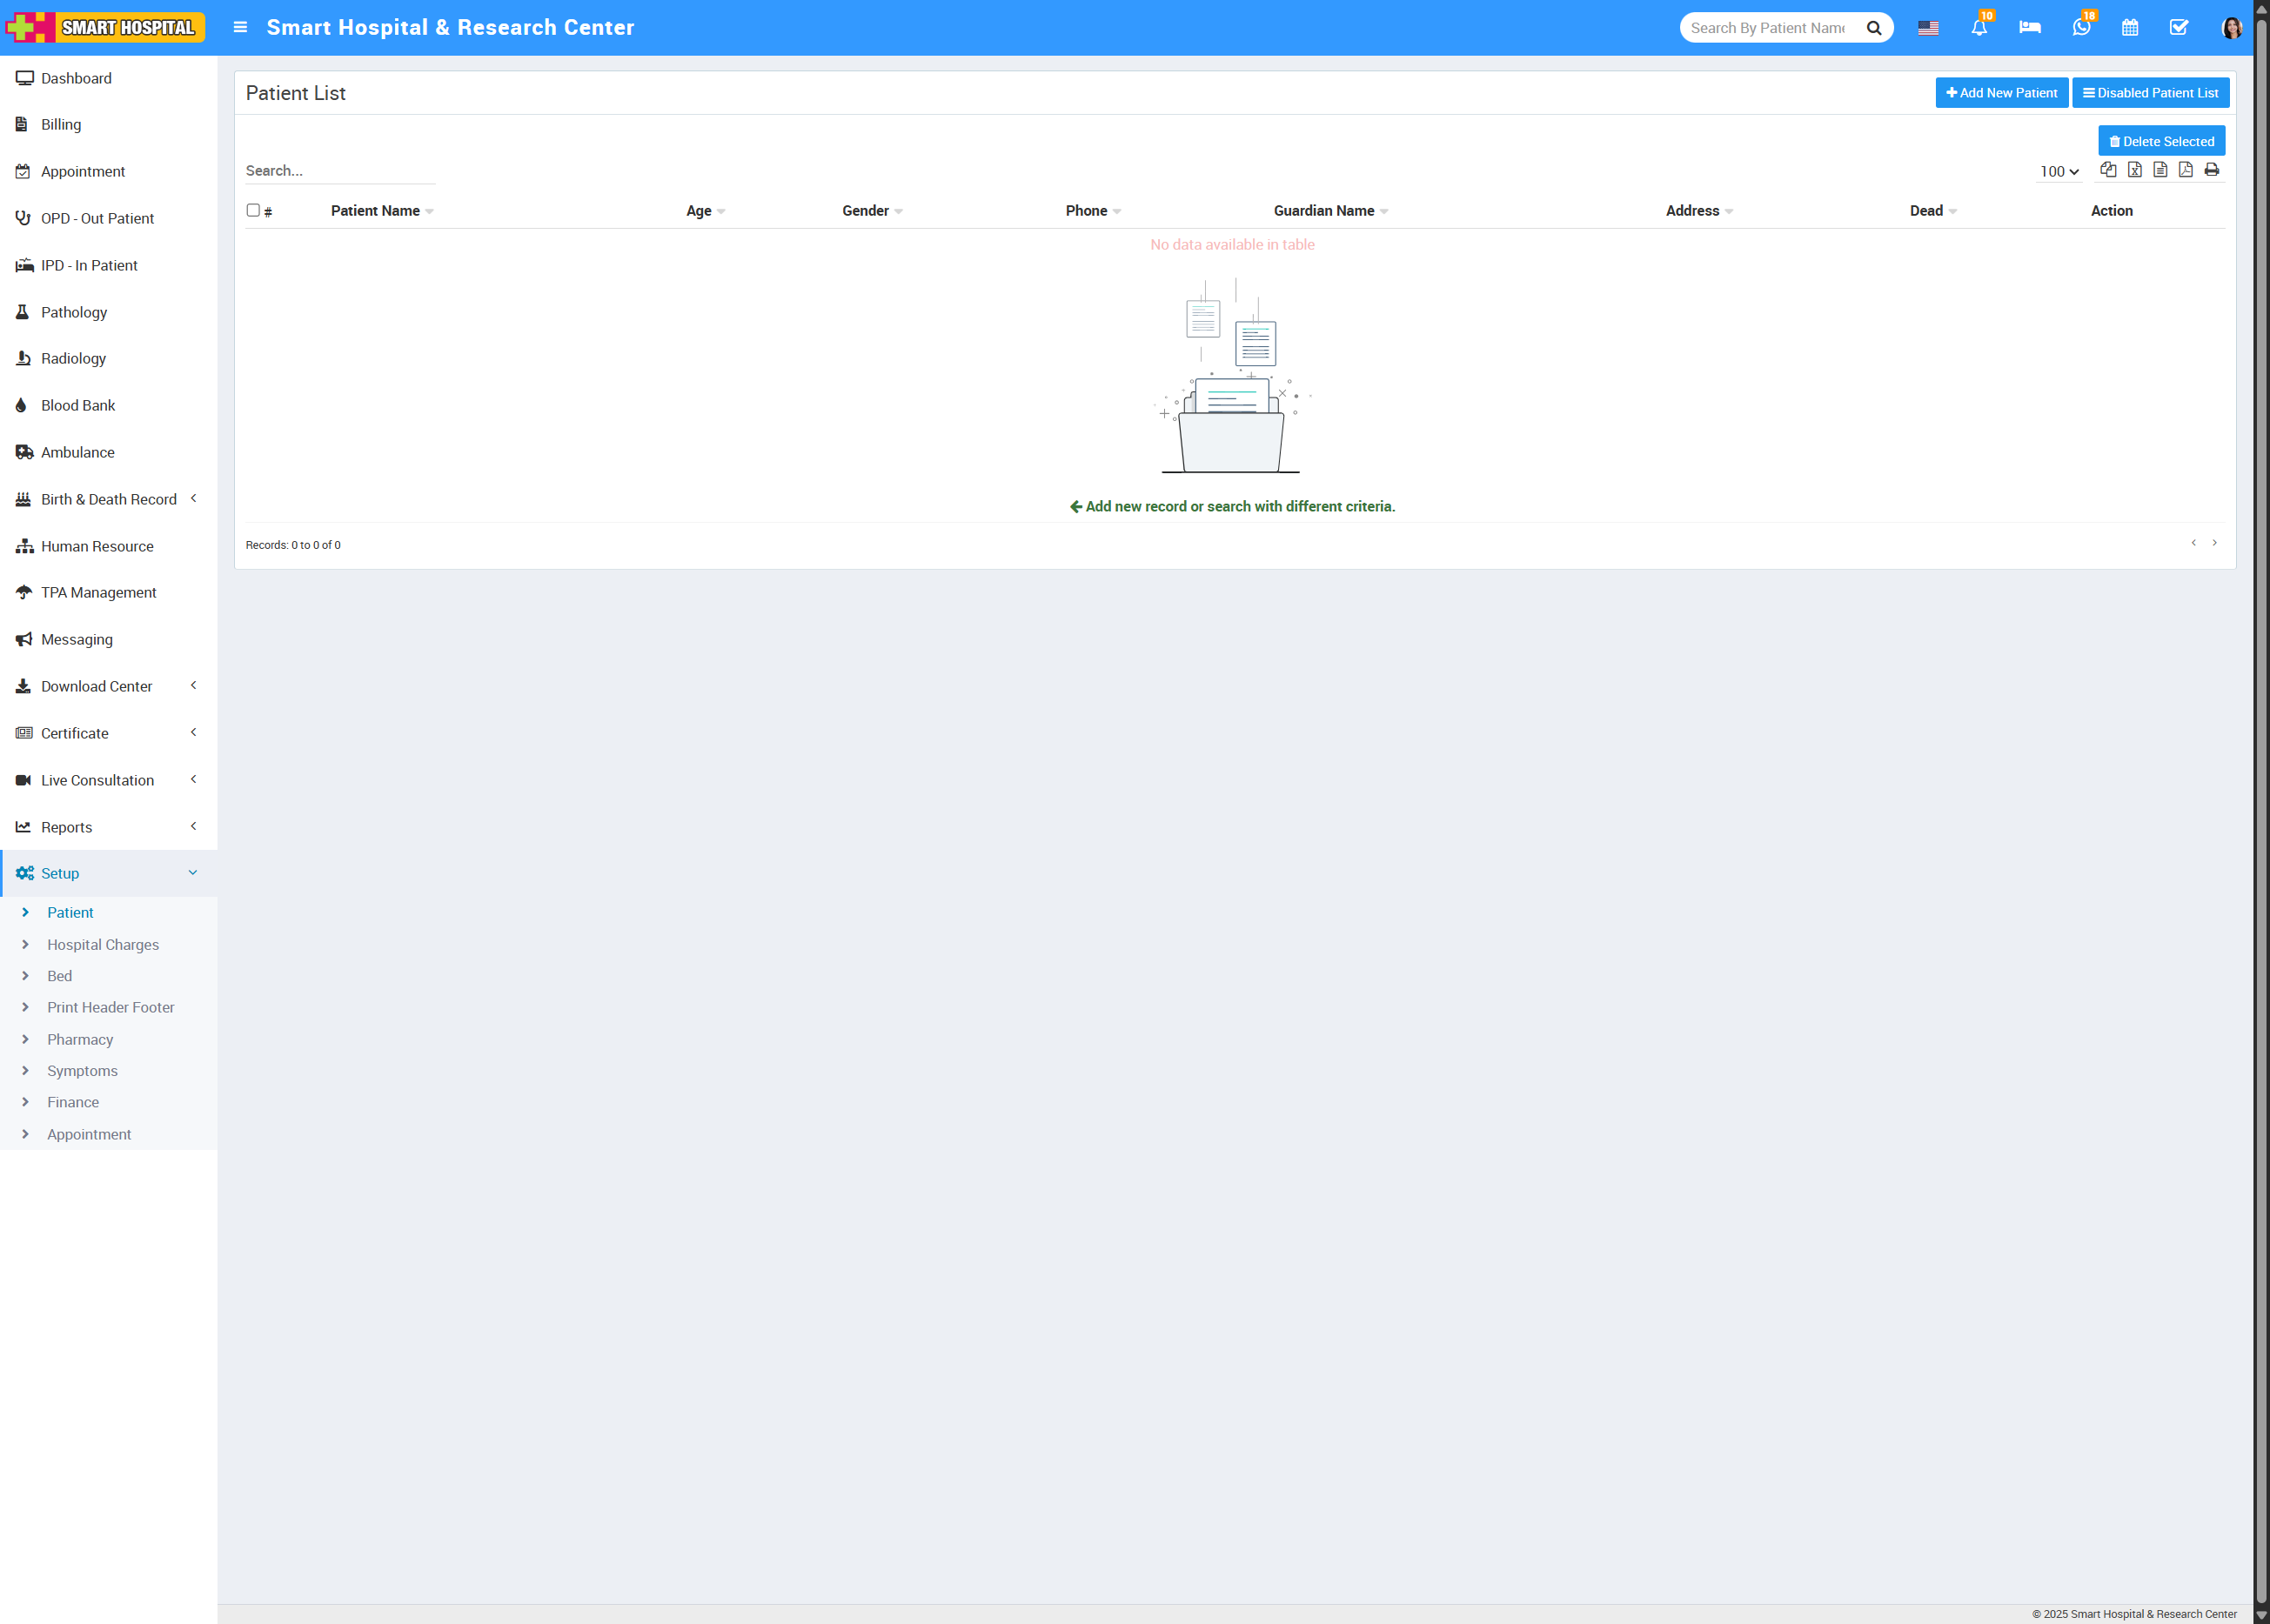 SMART HOSPITAL
Smart Hospital & Research Center
Search By Patient Name
10
18
Dashboard
Billing
Appointment
OPD - Out Patient
IPD - In Patient
Pathology
Radiology
Blood Bank
Ambulance
Birth & Death Record
Human Resource
TPA Management
Messaging
Download Center
Certificate
Live Consultation
Reports
Setup
Patient
Hospital Charges
Bed
Print Header Footer
Pharmacy
Symptoms
Finance
Appointment
Patient List
Add New Patient
Disabled Patient List
Delete Selected
Search...
100
# Patient Name Age Gender Phone Guardian Name Address Dead Action
No data available in table
Add new record or search with different criteria.
Records: 0 to 0 of 0
© 2025 Smart Hospital & Research Center